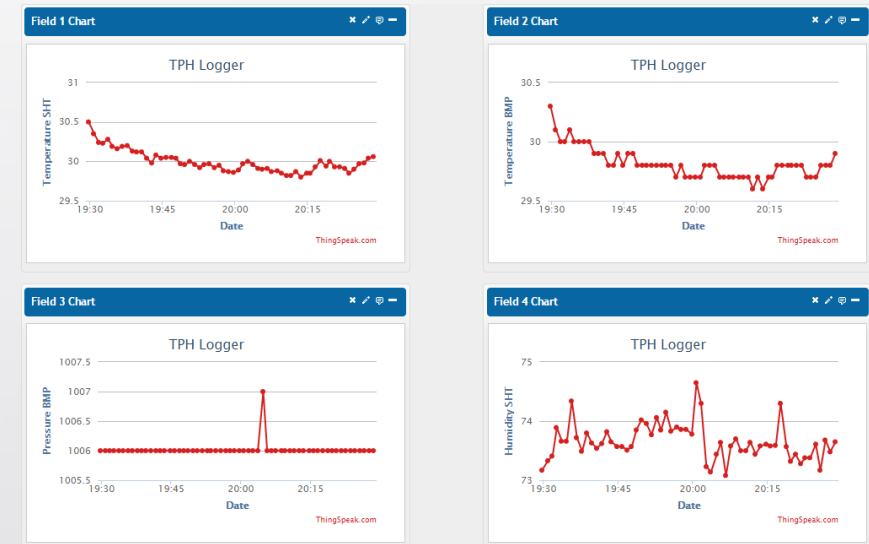 Field 1 Chart
TPH Logger
Temperature SHT
31
30.5
30
29.5
19:30 19:45 20:00 20:15
Date
ThingSpeak.com
Field 2 Chart
TPH Logger
Temperature BMP
30.5
30
29.5
19:30 19:45 20:00 20:15
Date
ThingSpeak.com
Field 3 Chart
TPH Logger
Pressure BMP
1007.5
1007
1006.5
1006
1005.5
19:30 19:45 20:00 20:15
Date
ThingSpeak.com
Field 4 Chart
TPH Logger
Humidity SHT
75
74
73
19:30 19:45 20:00 20:15
Date
ThingSpeak.com